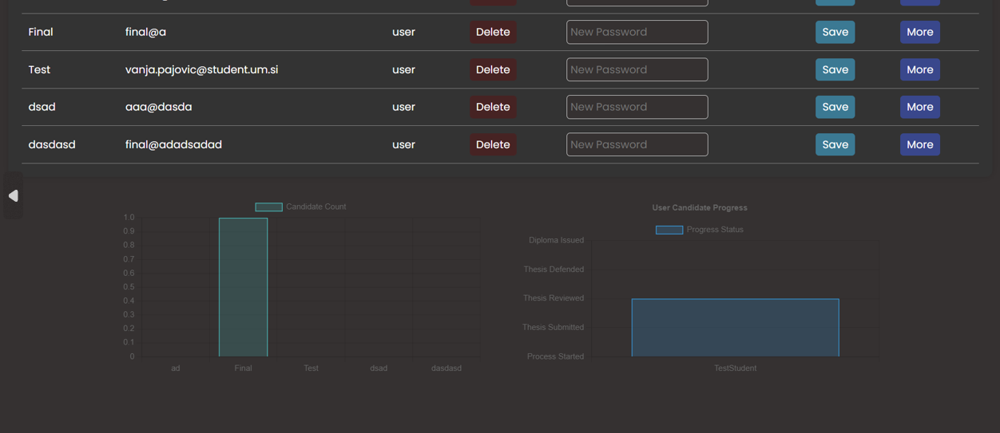 Final final@a user Delete New Password Save More
Test vanja.pajovic@student.um.si user Delete New Password Save More
dsad aaa@dasda user Delete New Password Save More
dasdasd final@adadsadad user Delete New Password Save More
Candidate Count
1.0
0.9
0.8
0.7
0.6
0.5
0.4
0.3
0.2
0.1
0
ad Final Test dsad dasdasd
User Candidate Progress
Progress Status
Diploma Issued
Thesis Defended
Thesis Reviewed
Thesis Submitted
Process Started
TestStudent